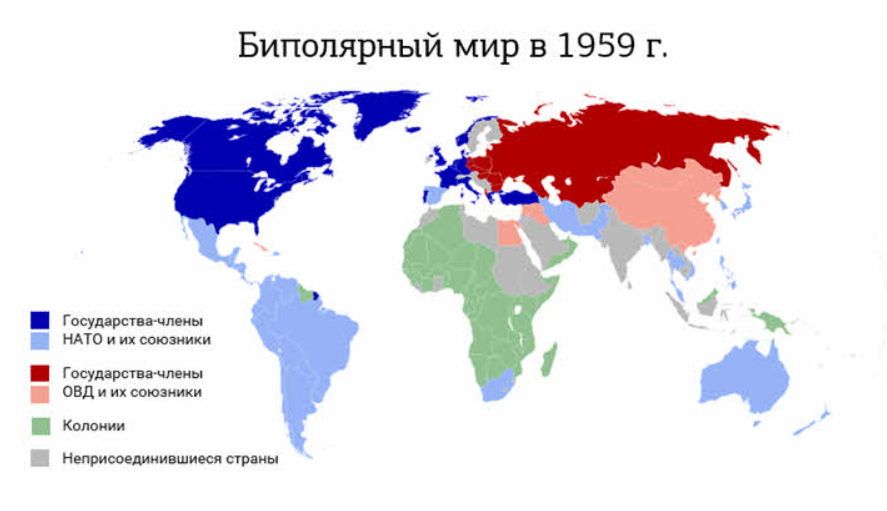 Биполярный мир в 1959 г.
Государства-члены
НАТО и их союзники
Государства-члены
ОВД и их союзники
Колонии
Неприсоединившиеся страны